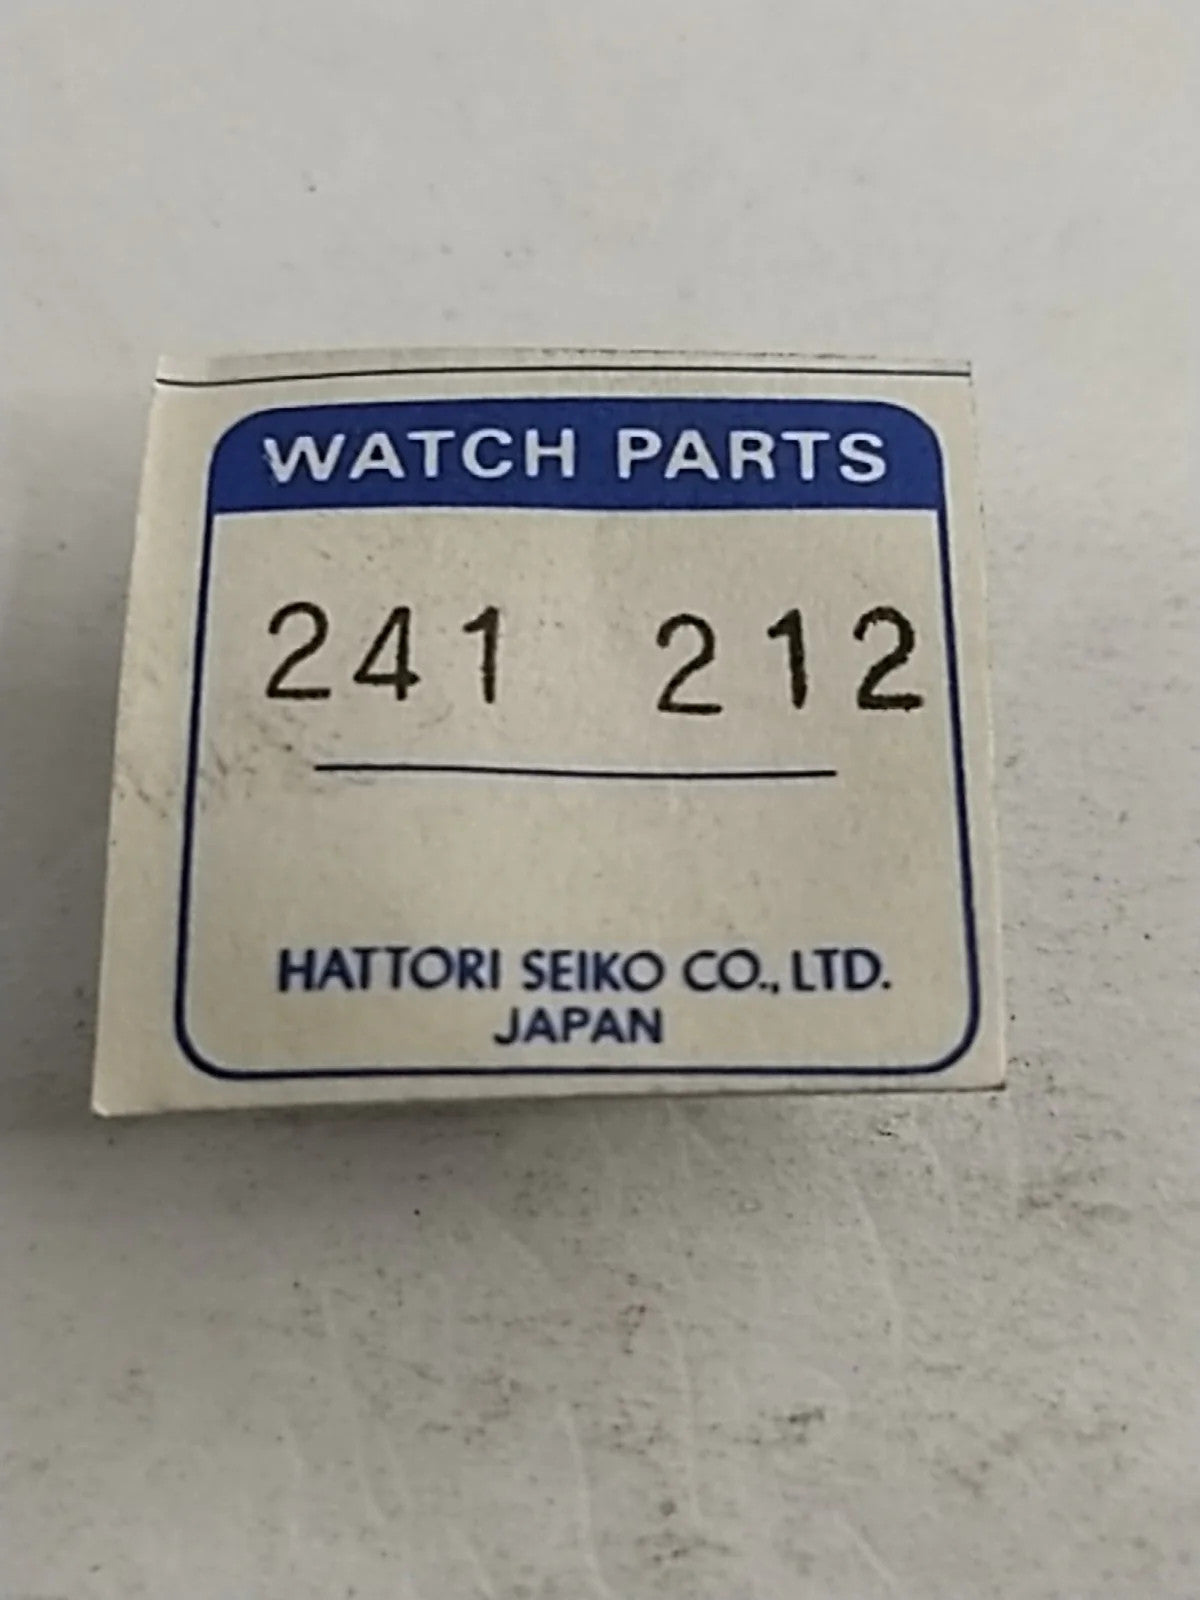 WATCH PARTS
241 212
HATTORI SEIKO CO., LTD.
JAPAN